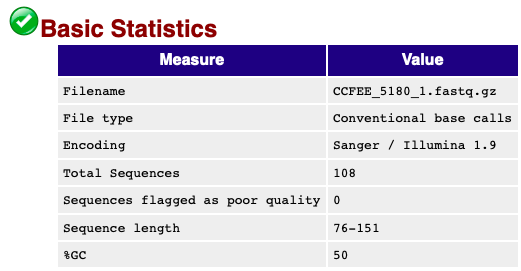 Basic Statistics
Measure Value
Filename CCFEE_5180_1.fastq.gz
File type Conventional base calls
Encoding Sanger / Illumina 1.9
Total Sequences 108
Sequences flagged as poor quality 0
Sequence length 76-151
%GC 50